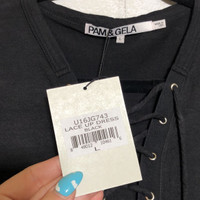 PAM & GELA
U163G743
LACE UP DRESS
BLACK
L